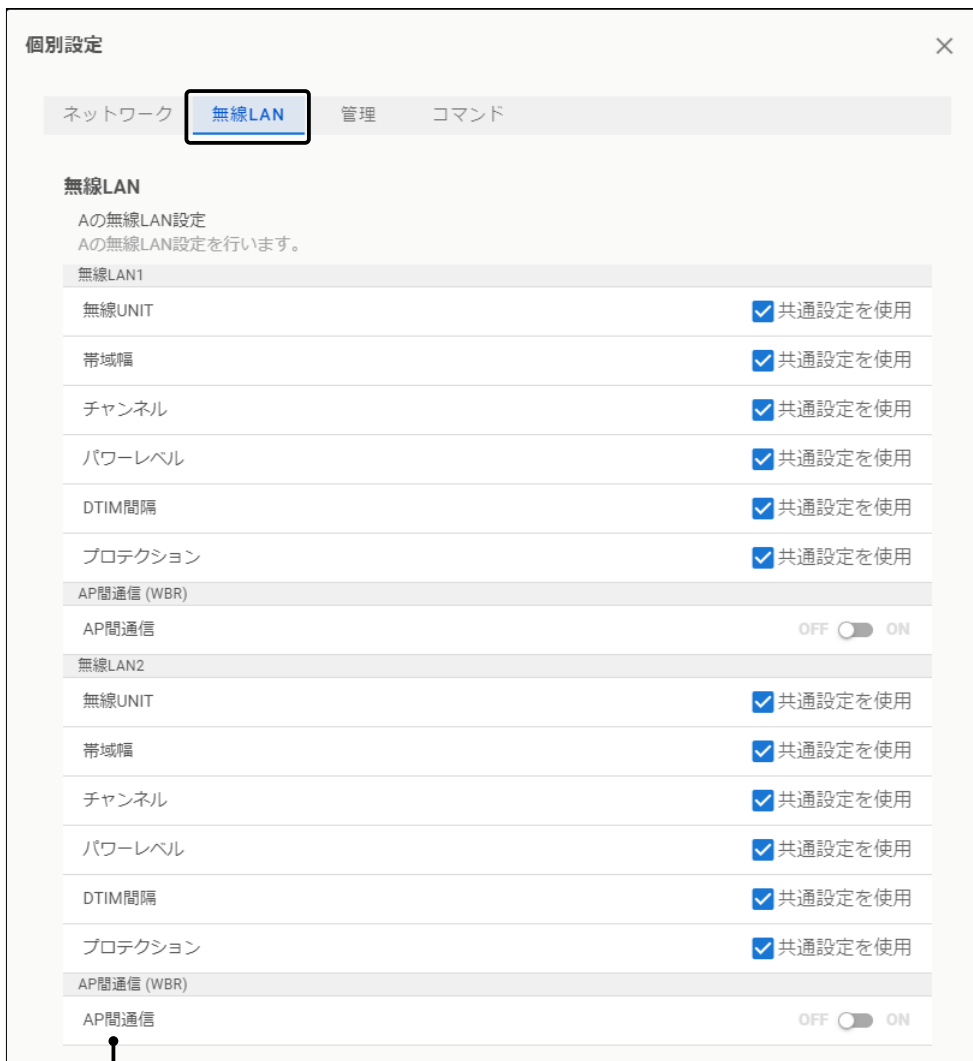 個別設定
ネットワーク 無線LAN 管理 コマンド
無線LAN
Aの無線LAN設定
Aの無線LAN設定を行います。
無線LAN1
無線UNIT 共通設定を使用
帯域幅 共通設定を使用
チャンネル 共通設定を使用
パワーレベル 共通設定を使用
DTIM間隔 共通設定を使用
プロテクション 共通設定を使用
AP間通信 (WBR)
AP間通信 OFF ON
無線LAN2
無線UNIT 共通設定を使用
帯域幅 共通設定を使用
チャンネル 共通設定を使用
パワーレベル 共通設定を使用
DTIM間隔 共通設定を使用
プロテクション 共通設定を使用
AP間通信 (WBR)
AP間通信 OFF ON